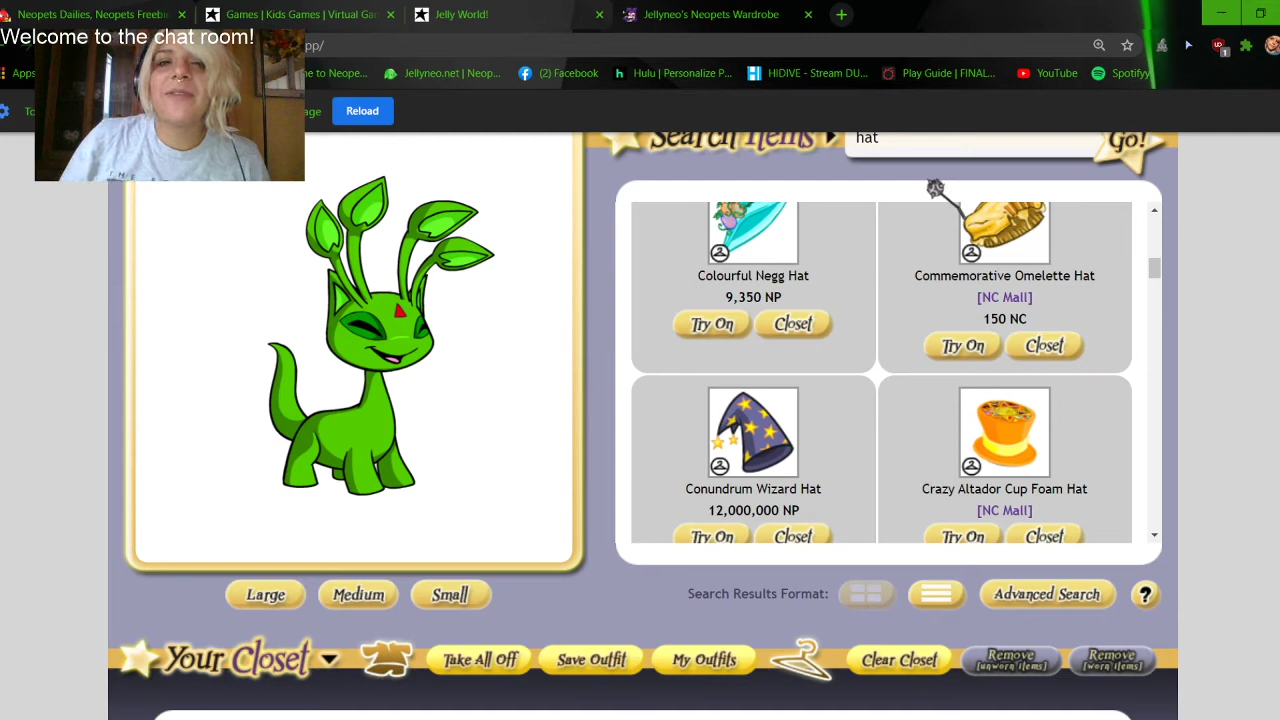 Neopets Dailies, Neopets Freebie
Games | Kids Games | Virtual Gar
Jelly World!
Jellyneo's Neopets Wardrobe
Welcome to the chat room!
pp/
Apps
me to Neope...
Jellyneo.net | Neop...
(2) Facebook
Hulu | Personalize P...
HIDIVE - Stream DU...
Play Guide | FINAL...
YouTube
Spotify
To
age
Reload
Search Items
hat
Go!
Colourful Negg Hat
9,350 NP
Try On
Closet
Commemorative Omelette Hat
[NC Mall]
150 NC
Try On
Closet
Conundrum Wizard Hat
12,000,000 NP
Try On
Closet
Crazy Altador Cup Foam Hat
[NC Mall]
Try On
Closet
Large
Medium
Small
Search Results Format:
Advanced Search
?
Your Closet
Take All Off
Save Outfit
My Outfits
Clear Closet
Remove
[unworn items]
Remove
[worn items]